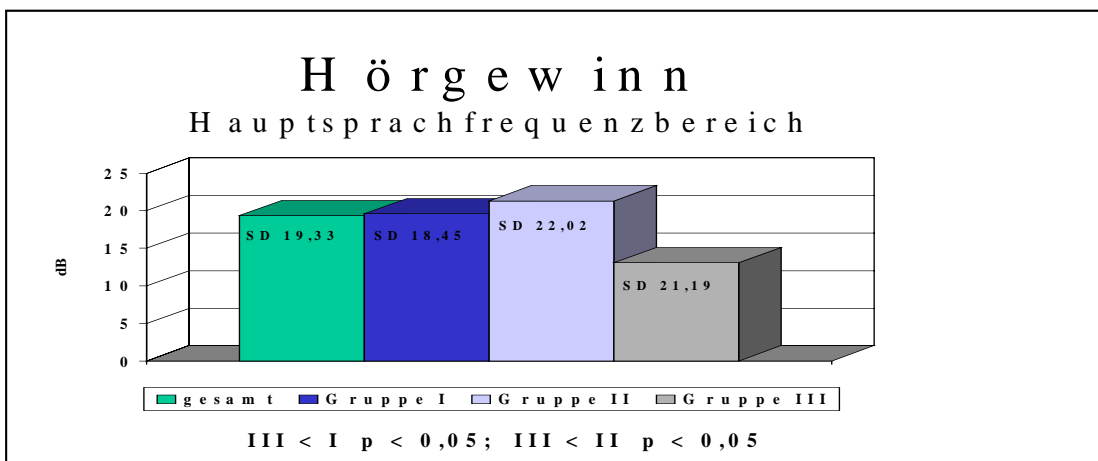 Hörgewinn
Hauptsprachfrequenzbereich
25
20
15
10
5
0
dB
SD 19,33
SD 18,45
SD 22,02
SD 21,19
gesamt Gruppe I Gruppe II Gruppe III
III < I p < 0,05; III < II p < 0,05